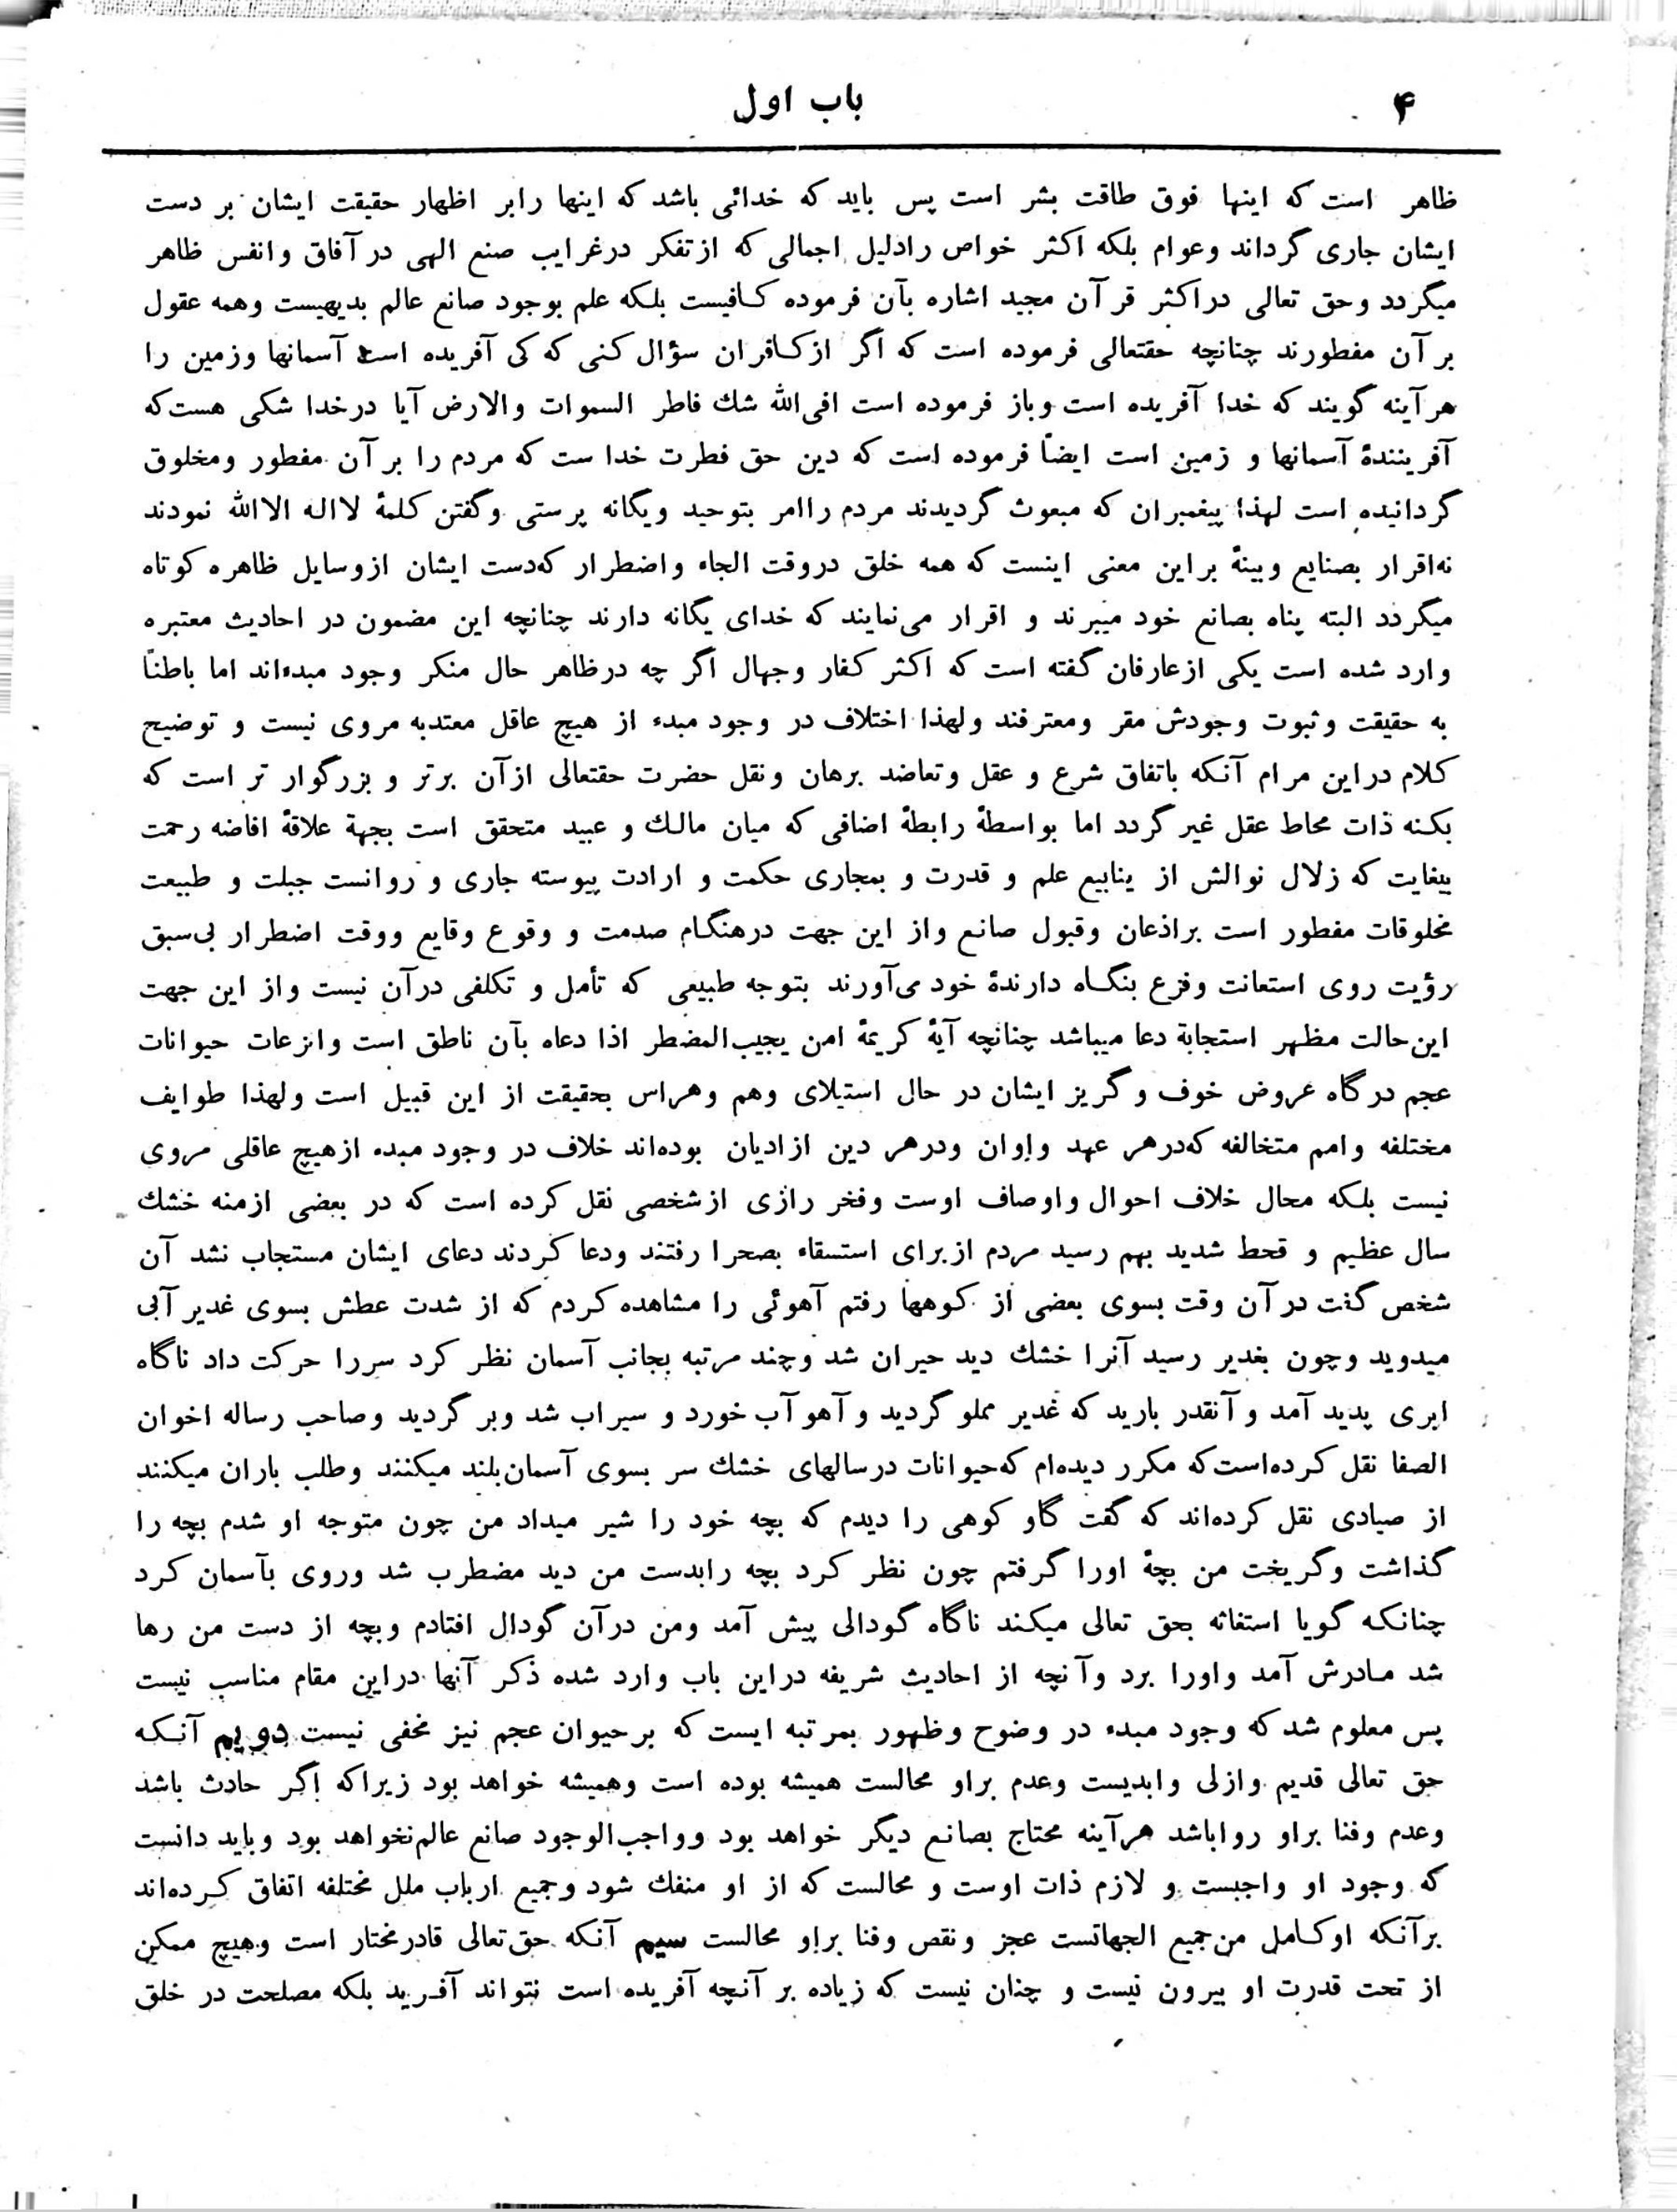 ۴
باب اول
ظاهر است که اینها فوق طاقت بشر است پس باید که خدائی باشد که اینها رابر اظهار حقیقت ایشان بر دست
ایشان جاری گرداند وعوام بلکه اکثر خواص رادلیل اجمالی که ازتفکر درغرایب صنع الهی در آفاق وانفس ظاهر
میگردد وحق تعالی دراکثر قرآن مجید اشاره بآن فرموده کافیست بلکه علم بوجود صانع عالم بدیهیست وهمه عقول
برآن مفطورند چنانچه حقتعالی فرموده است که اگر ازکافران سؤال کنی که کی آفریده است آسمانها وزمین را
هرآینه گویند که خدا آفریده است وباز فرموده است افی‌الله شك فاطر السموات والارض آیا درخدا شکی هست‌که
آفرینندۀ آسمانها و زمین است ایضاً فرموده است که دین حق فطرت خدا ست که مردم را برآن مفطور ومخلوق
گردانیده است لهذا پیغمبران که مبعوث گردیدند مردم راامر بتوحید ویگانه پرستی وگفتن کلمۀ لااله الاالله نمودند
نه‌اقرار بصنایع وبینۀ براین معنی اینست که همه خلق دروقت الجاء واضطرار که‌دست ایشان ازوسایل ظاهره کوتاه
میگردد البته پناه بصانع خود میبرند و اقرار می‌نمایند که خدای یگانه دارند چنانچه این مضمون در احادیث معتبره
وارد شده است یکی ازعارفان گفته است که اکثر کفار وجهال اگر چه درظاهر حال منکر وجود مبدءاند اما باطناً
به حقیقت وثبوت وجودش مقر ومعترفند ولهذا اختلاف در وجود مبدء از هیچ عاقل معتدبه مروی نیست و توضیح
کلام دراین مرام آنکه باتفاق شرع و عقل وتعاضد برهان ونقل حضرت حقتعالی ازآن برتر و بزرگوار تر است که
بکنه ذات محاط عقل غیر گردد اما بواسطۀ رابطۀ اضافی که میان مالك و عبید متحقق است بجهة علاقۀ افاضه رحمت
بیغایت که زلال نوالش از ینابیع علم و قدرت و بمجاری حکمت و ارادت پیوسته جاری و روانست جبلت و طبیعت
مخلوقات مفطور است براذعان وقبول صانع واز این جهت درهنگام صدمت و وقوع وقایع ووقت اضطرار بی‌سبق
رؤیت روی استعانت وفزع بنگاه دارندۀ خود می‌آورند بتوجه طبیعی که تأمل و تکلفی درآن نیست واز این جهت
این‌حالت مظهر استجابة دعا میباشد چنانچه آیۀ کریمۀ امن یجیب‌المضطر اذا دعاه بآن ناطق است وانزعات حیوانات
عجم درگاه عروض خوف وگریز ایشان در حال استیلای وهم وهراس بحقیقت از این قبیل است ولهذا طوایف
مختلفه وامم متخالفه که‌درهر عهد واوان ودرهر دین ازادیان بوده‌اند خلاف در وجود مبدء ازهیچ عاقلی مروی
نیست بلکه محال خلاف احوال واوصاف اوست وفخر رازی ازشخصی نقل کرده است که در بعضی ازمنه خشك
سال عظیم و قحط شدید بهم رسید مردم ازبرای استسقاء بصحرا رفتند ودعا کردند دعای ایشان مستجاب نشد آن
شخص گفت درآن وقت بسوی بعضی از کوهها رفتم آهوئی را مشاهده کردم که از شدت عطش بسوی غدیر آبی
میدوید وچون بغدیر رسید آنرا خشك دید حیران شد وچند مرتبه بجانب آسمان نظر کرد سررا حرکت داد ناگاه
ابری پدید آمد وآنقدر بارید که غدیر مملو گردید وآهوآب خورد و سیراب شد وبر گردید وصاحب رساله اخوان
الصفا نقل کرده‌است‌که مکرر دیده‌ام که‌حیوانات درسالهای خشك سر بسوی آسمان‌بلند میکنند وطلب باران میکنند
از صیادی نقل کرده‌اند که گفت گاو کوهی را دیدم که بچه خود را شیر میداد من چون متوجه او شدم بچه را
گذاشت وگریخت من بچۀ اورا گرفتم چون نظر کرد بچه رابدست من دید مضطرب شد وروی بآسمان کرد
چنانکه گویا استغاثه بحق تعالی میکند ناگاه گودالی پیش آمد ومن درآن گودال افتادم وبچه از دست من رها
شد مادرش آمد واورا برد وآنچه از احادیث شریفه دراین باب وارد شده ذکر آنها دراین مقام مناسب نیست
پس معلوم شد که وجود مبدء در وضوح وظهور بمرتبه ایست که برحیوان عجم نیز مخفی نیست دویم آنکه
حق تعالی قدیم وازلی وابدیست وعدم براو محالست همیشه بوده است وهمیشه خواهد بود زیراکه اگر حادث باشد
وعدم وفنا براو رواباشد هرآینه محتاج بصانع دیگر خواهد بود وواجب‌الوجود صانع عالم‌نخواهد بود وباید دانست
که وجود او واجبست و لازم ذات اوست و محالست که از او منفك شود وجمیع ارباب ملل مختلفه اتفاق کرده‌اند
برآنکه اوکامل من‌جمیع الجهاتست عجز ونقص وفنا براو محالست سیم آنکه حق‌تعالی قادرمختار است وهیچ ممکن
از تحت قدرت او بیرون نیست و چنان نیست که زیاده بر آنچه آفریده است نتواند آفرید بلکه مصلحت در خلق